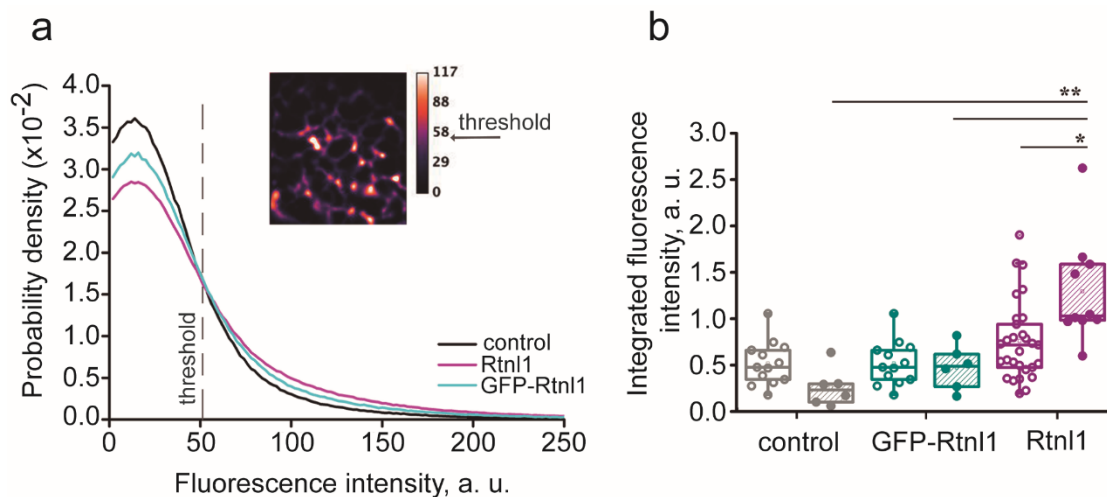 a
Probability density (x10⁻²)
4.0
3.5
3.0
2.5
2.0
1.5
1.0
0.5
0.0
0
50
100
150
200
250
Fluorescence intensity, a. u.
threshold
117
88
58
29
0
threshold
control
Rtnl1
GFP-Rtnl1
b
Integrated fluorescence
intensity, a. u.
3.0
2.5
2.0
1.5
1.0
0.5
0.0
**
*
control
GFP-Rtnl1
Rtnl1